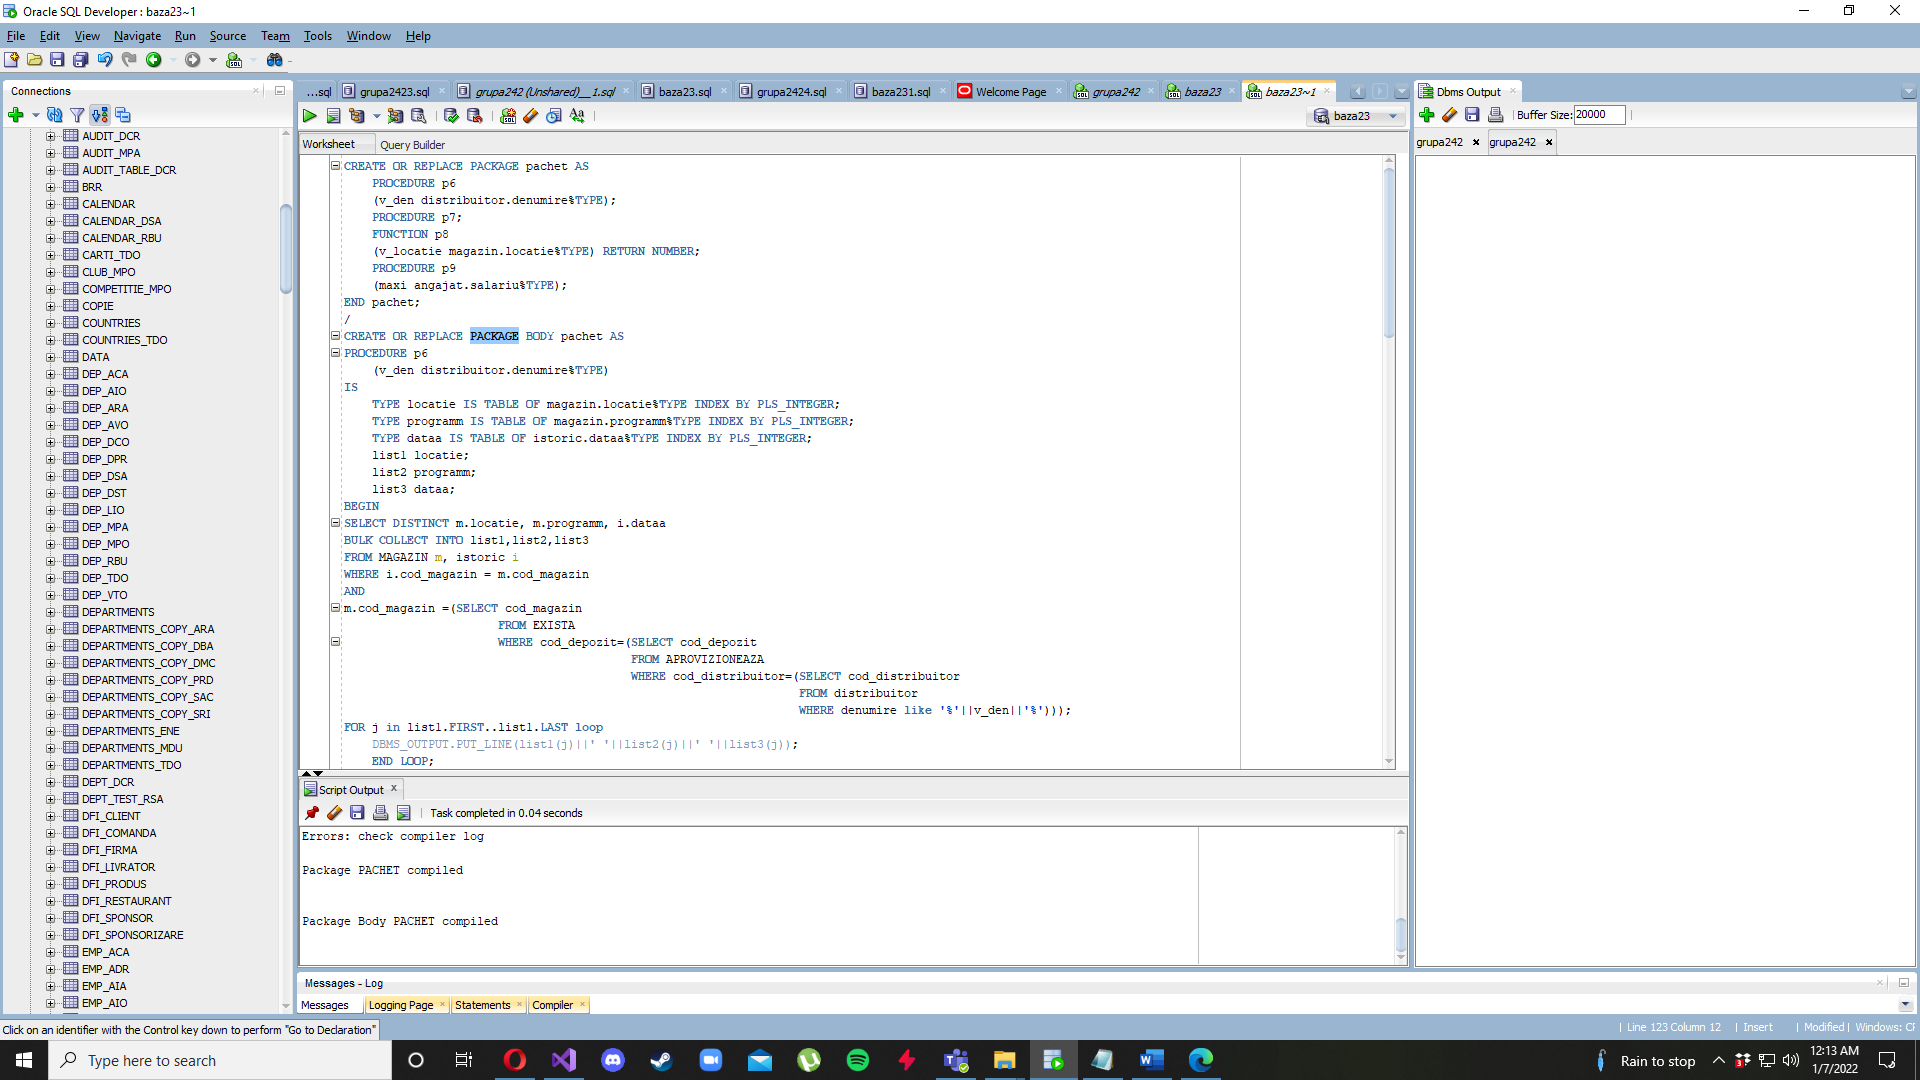 Oracle SQL Developer : baza23~1
File Edit View Navigate Run Source Team Tools Window Help
Connections
AUDIT_DCR
AUDIT_MPA
AUDIT_TABLE_DCR
BRR
CALENDAR
CALENDAR_DSA
CALENDAR_RBU
CARTI_TDO
CLUB_MPO
COMPETITIE_MPO
COPIE
COUNTRIES
COUNTRIES_TDO
DATA
DEP_ACA
DEP_AIO
DEP_ARA
DEP_AVO
DEP_DCO
DEP_DPR
DEP_DSA
DEP_DST
DEP_LIO
DEP_MPA
DEP_MPO
DEP_RBU
DEP_TDO
DEP_VTO
DEPARTMENTS
DEPARTMENTS_COPY_ARA
DEPARTMENTS_COPY_DBA
DEPARTMENTS_COPY_DMC
DEPARTMENTS_COPY_PRD
DEPARTMENTS_COPY_SAC
DEPARTMENTS_COPY_SRI
DEPARTMENTS_ENE
DEPARTMENTS_MDU
DEPARTMENTS_TDO
DEPT_DCR
DEPT_TEST_RSA
DFI_CLIENT
DFI_COMANDA
DFI_FIRMA
DFI_LIVRATOR
DFI_PRODUS
DFI_RESTAURANT
DFI_SPONSOR
DFI_SPONSORIZARE
EMP_ACA
EMP_ADR
EMP_AIA
EMP_AIO
...sql grupa2423.sql grupa242 (Unshared)__1.sql baza23.sql grupa2424.sql baza231.sql Welcome Page grupa242 baza23 baza23~1
baza23
Worksheet Query Builder
CREATE OR REPLACE PACKAGE pachet AS
PROCEDURE p6
(v_den distribuitor.denumire%TYPE);
PROCEDURE p7;
FUNCTION p8
(v_locatie magazin.locatie%TYPE) RETURN NUMBER;
PROCEDURE p9
(maxi angajat.salariu%TYPE);
END pachet;
/
CREATE OR REPLACE PACKAGE BODY pachet AS
PROCEDURE p6
(v_den distribuitor.denumire%TYPE)
IS
TYPE locatie IS TABLE OF magazin.locatie%TYPE INDEX BY PLS_INTEGER;
TYPE programm IS TABLE OF magazin.programm%TYPE INDEX BY PLS_INTEGER;
TYPE dataa IS TABLE OF istoric.dataa%TYPE INDEX BY PLS_INTEGER;
list1 locatie;
list2 programm;
list3 dataa;
BEGIN
SELECT DISTINCT m.locatie, m.programm, i.dataa
BULK COLLECT INTO list1,list2,list3
FROM MAGAZIN m, istoric i
WHERE i.cod_magazin = m.cod_magazin
AND
m.cod_magazin =(SELECT cod_magazin
FROM EXISTA
WHERE cod_depozit=(SELECT cod_depozit
FROM APROVIZIONEAZA
WHERE cod_distribuitor=(SELECT cod_distribuitor
FROM distribuitor
WHERE denumire like '%'||v_den||'%')));
FOR j in list1.FIRST..list1.LAST loop
DBMS_OUTPUT.PUT_LINE(list1(j)||' '||list2(j)||' '||list3(j));
END LOOP;
Script Output
Task completed in 0.04 seconds
Errors: check compiler log
Package PACHET compiled
Package Body PACHET compiled
Messages - Log
Messages Logging Page Statements Compiler
Dbms Output
Buffer Size: 20000
grupa242 grupa242
Click on an identifier with the Control key down to perform "Go to Declaration"
Line 123 Column 12 Insert Modified Windows: CF
Type here to search
Rain to stop
12:13 AM
1/7/2022